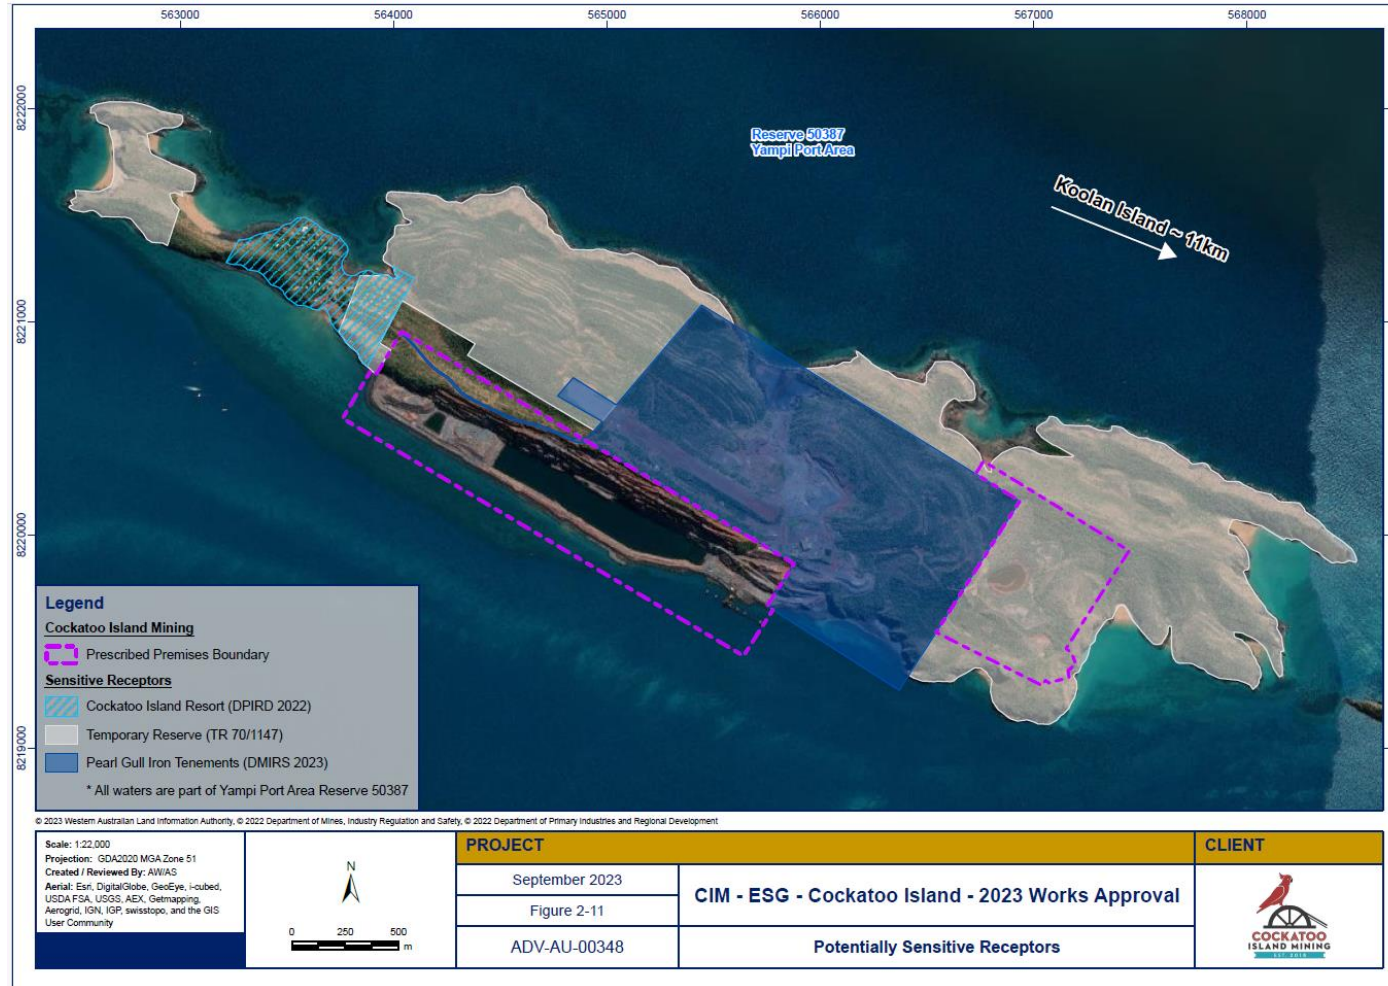 563000
564000
565000
566000
567000
568000
8222000
8221000
8220000
8219000
Reserve 50387
Yampi Port Area
Koolan Island ~ 11km
Legend
Cockatoo Island Mining
Prescribed Premises Boundary
Sensitive Receptors
Cockatoo Island Resort (DPIRD 2022)
Temporary Reserve (TR 70/1147)
Pearl Gull Iron Tenements (DMIRS 2023)
* All waters are part of Yampi Port Area Reserve 50387
© 2023 Western Australian Land Information Authority, © 2022 Department of Mines, Industry Regulation and Safety, © 2022 Department of Primary Industries and Regional Development
Scale: 1:22,000
Projection: GDA2020 MGA Zone 51
Created / Reviewed By: AW/AS
Aerial: Esri, DigitalGlobe, GeoEye, i-cubed,
USDA FSA, USGS, AEX, Getmapping,
Aerogrid, IGN, IGP, swisstopo, and the GIS
User Community
N
0 250 500
m
PROJECT
September 2023
Figure 2-11
ADV-AU-00348
CIM - ESG - Cockatoo Island - 2023 Works Approval
Potentially Sensitive Receptors
CLIENT
COCKATOO
ISLAND MINING